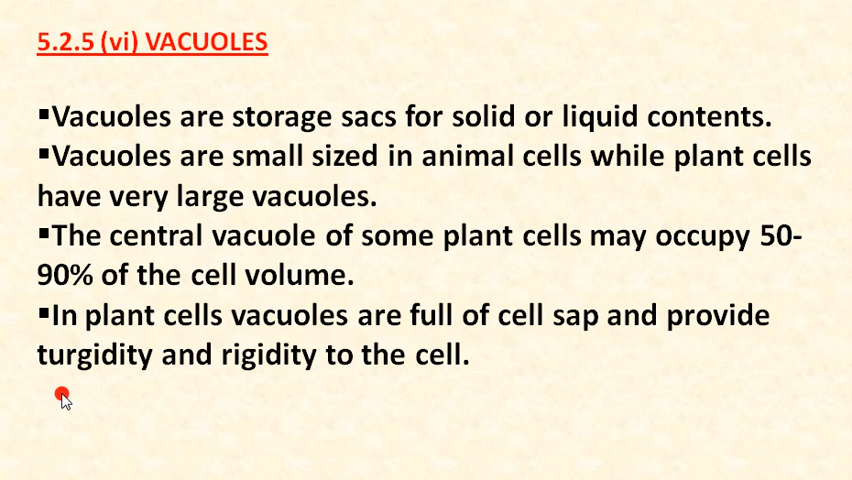 5.2.5 (vi) VACUOLES
▪Vacuoles are storage sacs for solid or liquid contents.
▪Vacuoles are small sized in animal cells while plant cells
have very large vacuoles.
▪The central vacuole of some plant cells may occupy 50-
90% of the cell volume.
▪In plant cells vacuoles are full of cell sap and provide
turgidity and rigidity to the cell.